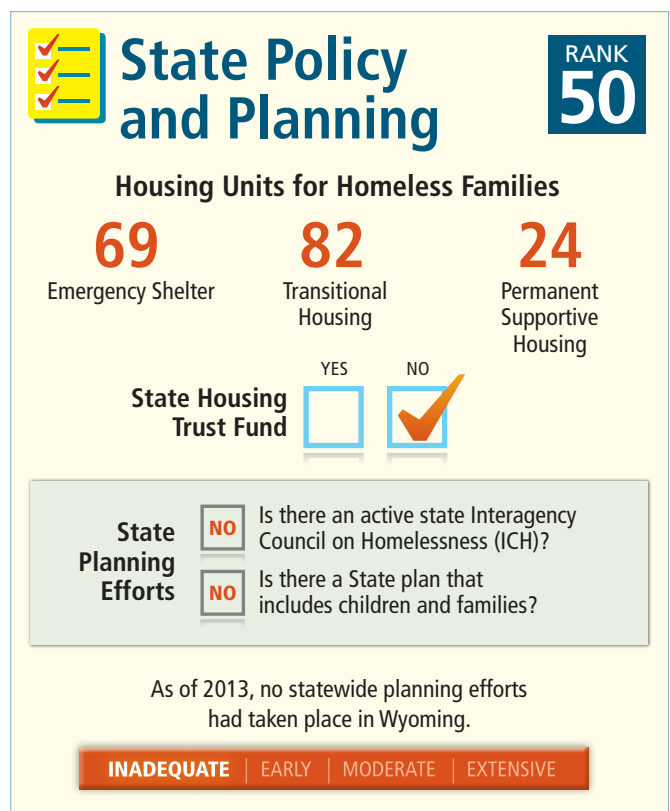 State Policy
and Planning
RANK
50
Housing Units for Homeless Families
69
Emergency Shelter
82
Transitional
Housing
24
Permanent
Supportive
Housing
YES
NO
State Housing
Trust Fund
State
Planning
Efforts
NO
Is there an active state Interagency
Council on Homelessness (ICH)?
NO
Is there a State plan that
includes children and families?
As of 2013, no statewide planning efforts
had taken place in Wyoming.
INADEQUATE | EARLY | MODERATE | EXTENSIVE